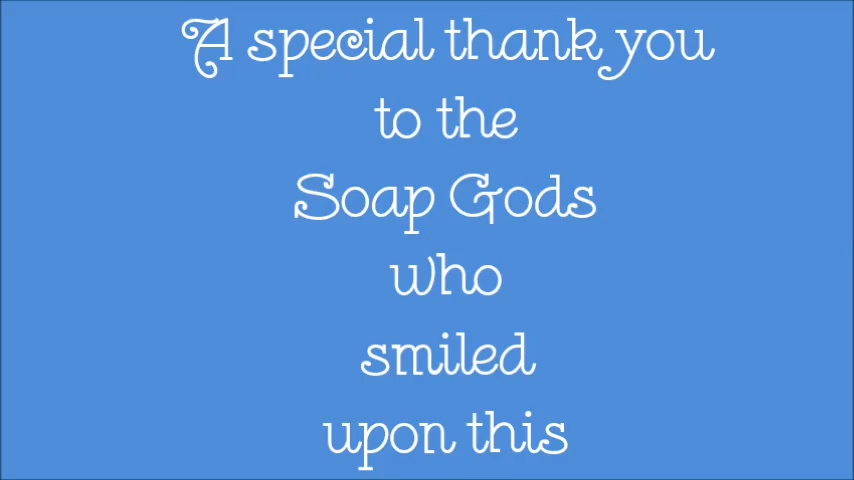 A special thank you
to the
Soap Gods
who
smiled
upon this